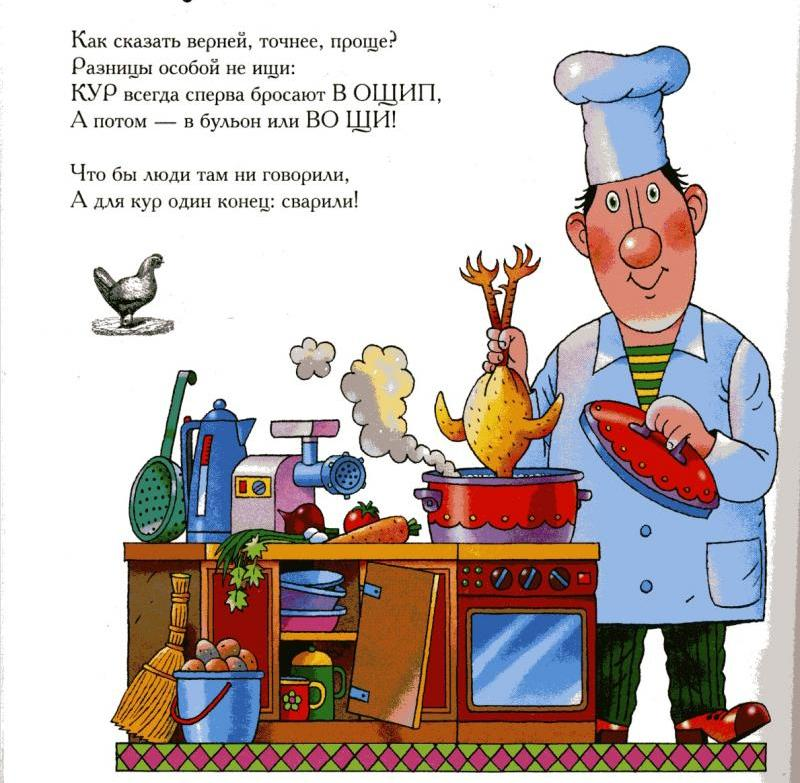 Как сказать верней, точнее, проще?
Разницы особой не ищи:
КУР всегда сперва бросают В ОЩИП,
А потом — в бульон или ВО ЩИ!
Что бы люди там ни говорили,
А для кур один конец: сварили!